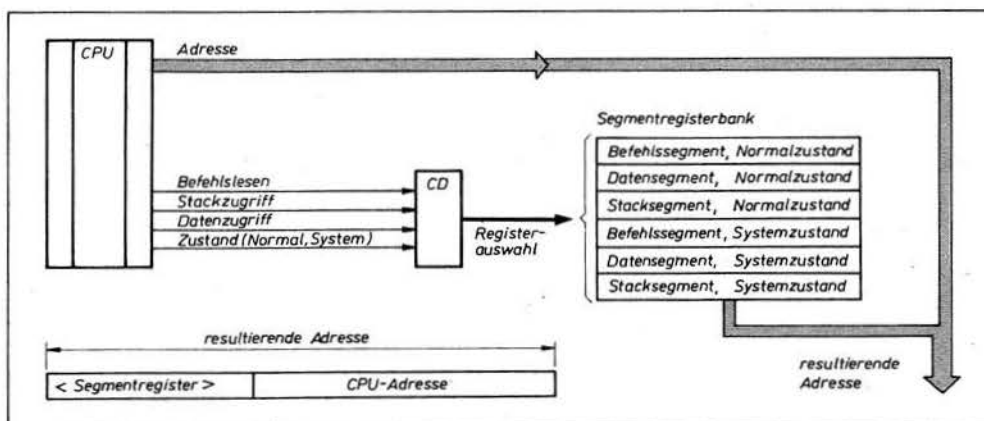 CPU
Adresse
Segmentregisterbank
Befehlssegment, Normalzustand
Datensegment, Normalzustand
Stacksegment, Normalzustand
Befehlssegment, Systemzustand
Datensegment, Systemzustand
Stacksegment, Systemzustand
Befehlslesen
Stackzugriff
Datenzugriff
Zustand (Normal, System)
CD
Register-
auswahl
resultierende Adresse
< Segmentregister >
CPU-Adresse
resultierende
Adresse